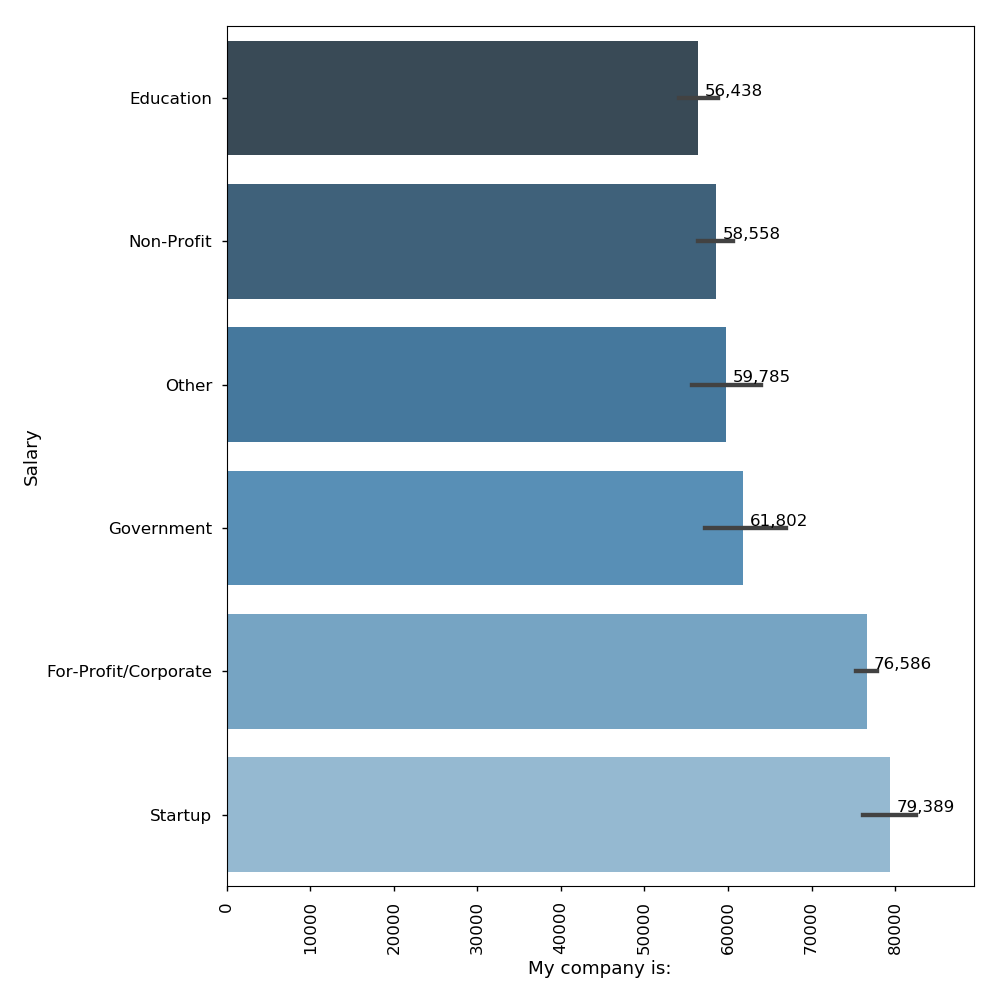 Education
56,438
Non-Profit
58,558
Other
59,785
Salary
Government
61,802
For-Profit/Corporate
76,586
Startup
79,389
0
10000
20000
30000
40000
50000
60000
70000
80000
My company is: